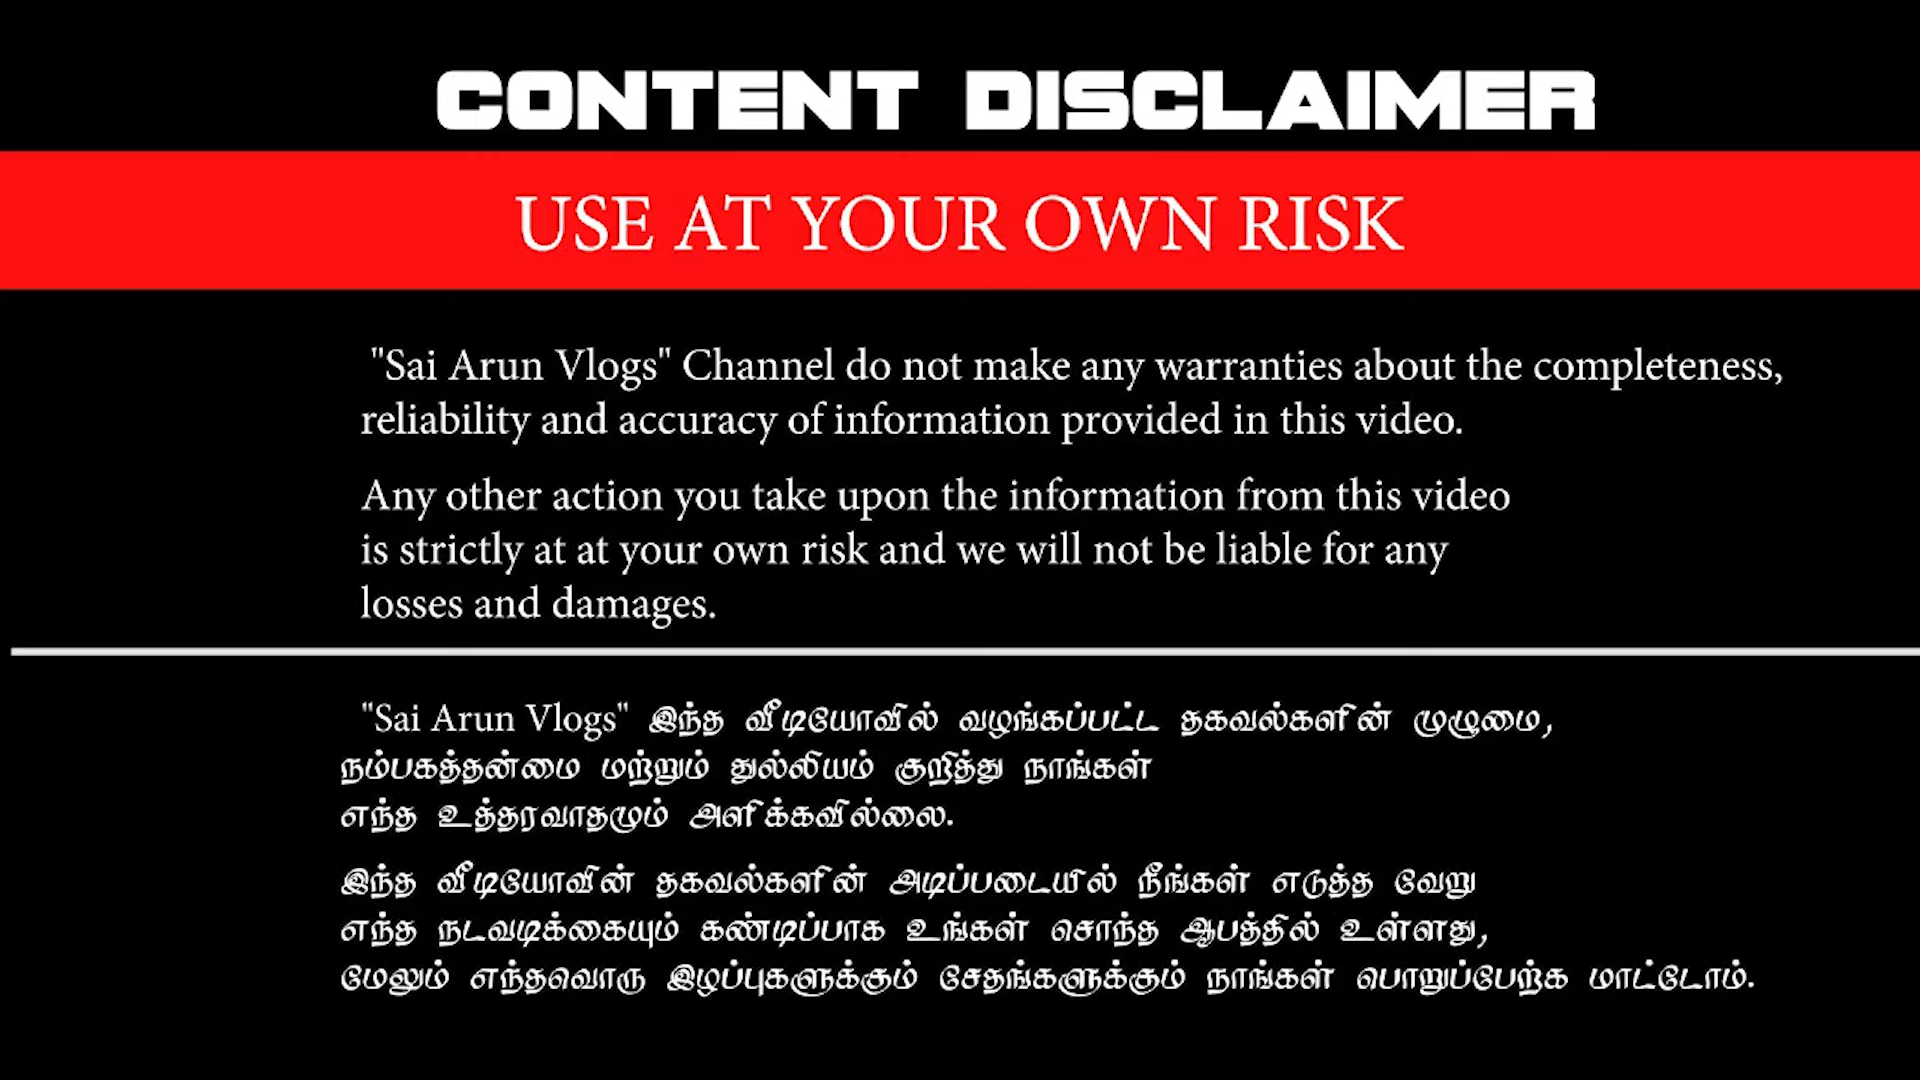 CONTENT DISCLAIMER
USE AT YOUR OWN RISK
"Sai Arun Vlogs" Channel do not make any warranties about the completeness,
reliability and accuracy of information provided in this video.
Any other action you take upon the information from this video
is strictly at at your own risk and we will not be liable for any
losses and damages.
"Sai Arun Vlogs" இந்த வீடியோவில் வழங்கப்பட்ட தகவல்களின் முழுமை,
நம்பகத்தன்மை மற்றும் துல்லியம் குறித்து நாங்கள்
எந்த உத்தரவாதமும் அளிக்கவில்லை.
இந்த வீடியோவின் தகவல்களின் அடிப்படையில் நீங்கள் எடுத்த வேறு
எந்த நடவடிக்கையும் கண்டிப்பாக உங்கள் சொந்த ஆபத்தில் உள்ளது,
மேலும் எந்தவொரு இழப்புகளுக்கும் சேதங்களுக்கும் நாங்கள் பொறுப்பேற்க மாட்டோம்.